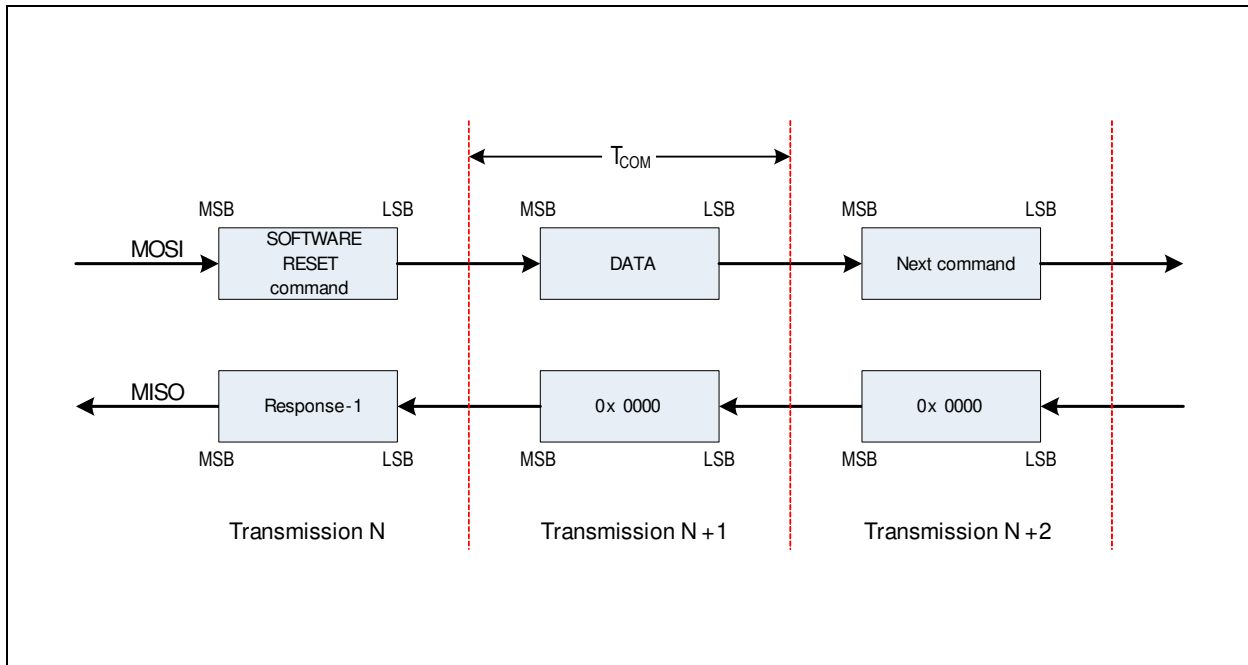 TCOM
MSB LSB MSB LSB MSB LSB
MOSI
SOFTWARE
RESET
command
DATA
Next command
MISO
Response-1
0x 0000
0x 0000
MSB LSB MSB LSB MSB LSB
Transmission N
Transmission N+1
Transmission N+2